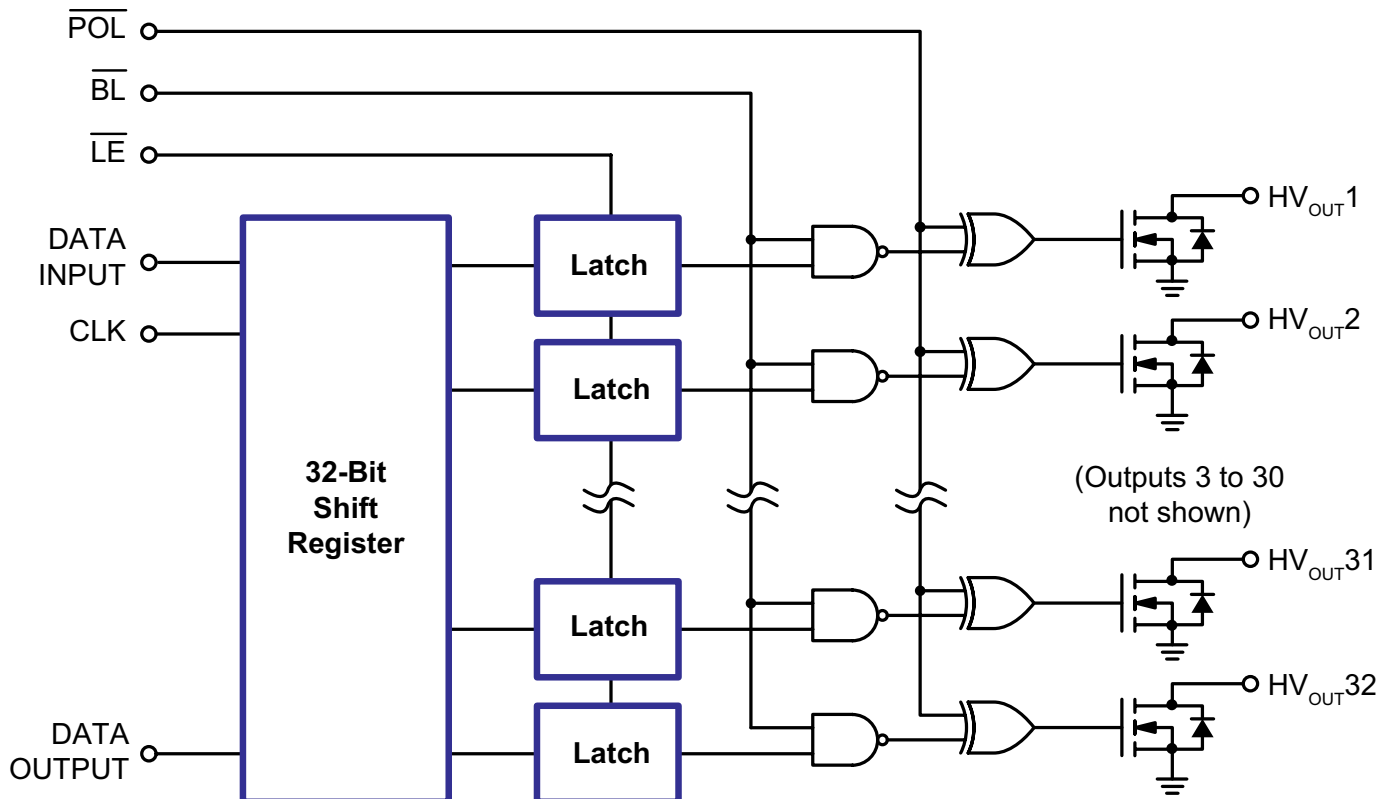 POL
BL
LE
DATA
INPUT
CLK
32-Bit
Shift
Register
DATA
OUTPUT
Latch
Latch
Latch
Latch
HVOUT1
HVOUT2
(Outputs 3 to 30
not shown)
HVOUT31
HVOUT32